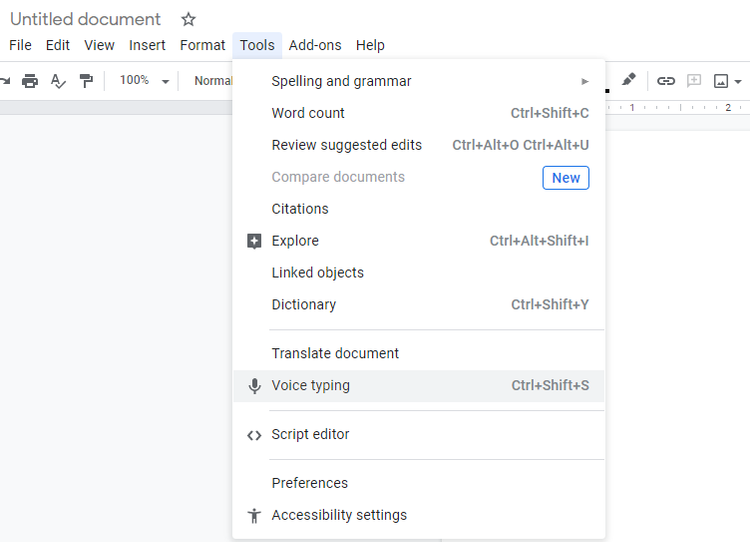 Untitled document
File Edit View Insert Format Tools Add-ons Help
100% Normal
Spelling and grammar
Word count Ctrl+Shift+C
Review suggested edits Ctrl+Alt+O Ctrl+Alt+U
Compare documents New
Citations
Explore Ctrl+Alt+Shift+I
Linked objects
Dictionary Ctrl+Shift+Y
Translate document
Voice typing Ctrl+Shift+S
Script editor
Preferences
Accessibility settings
1 2